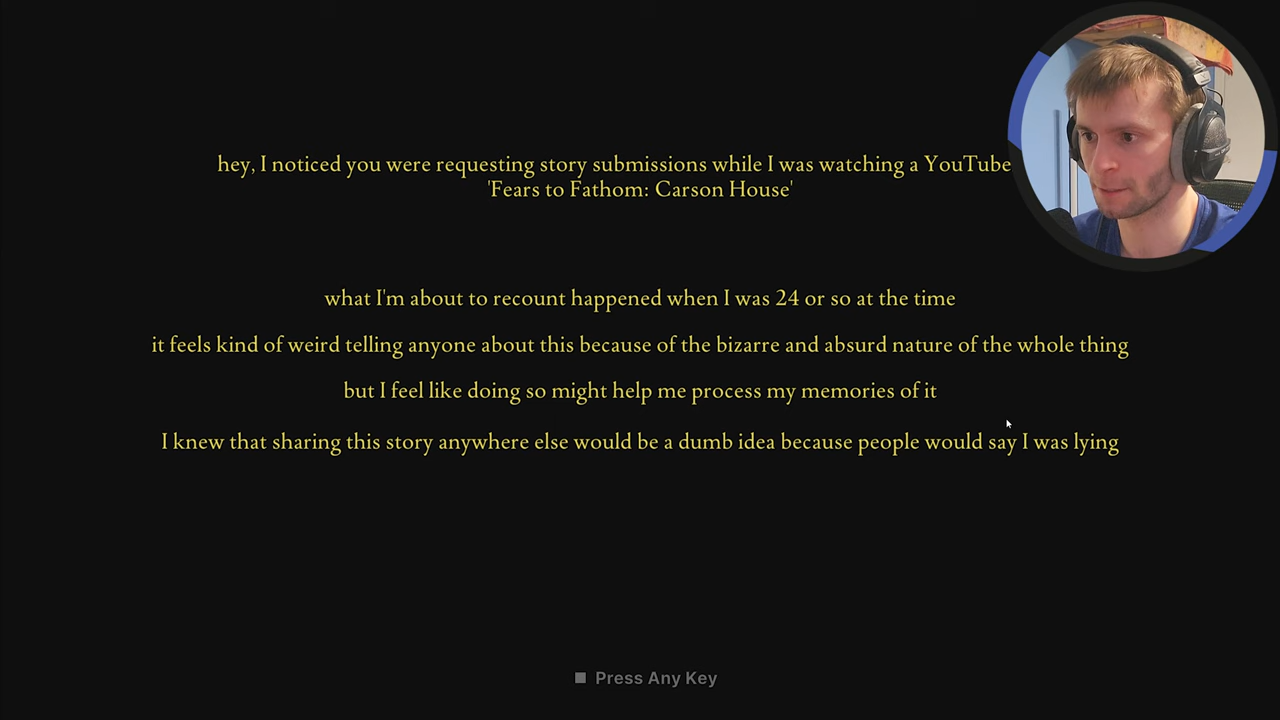 hey, I noticed you were requesting story submissions while I was watching a YouTube
'Fears to Fathom: Carson House'
what I'm about to recount happened when I was 24 or so at the time
it feels kind of weird telling anyone about this because of the bizarre and absurd nature of the whole thing
but I feel like doing so might help me process my memories of it
I knew that sharing this story anywhere else would be a dumb idea because people would say I was lying
Press Any Key